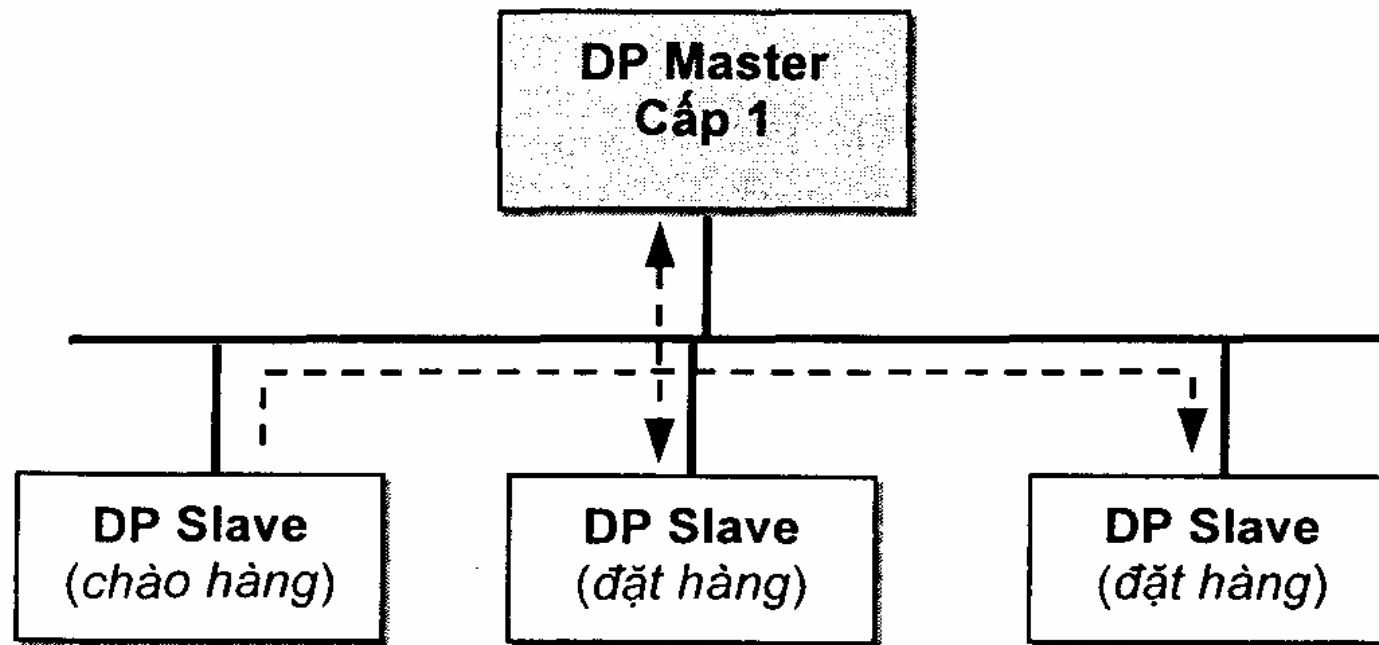 DP Master
Cấp 1
DP Slave
(chào hàng)
DP Slave
(đặt hàng)
DP Slave
(đặt hàng)